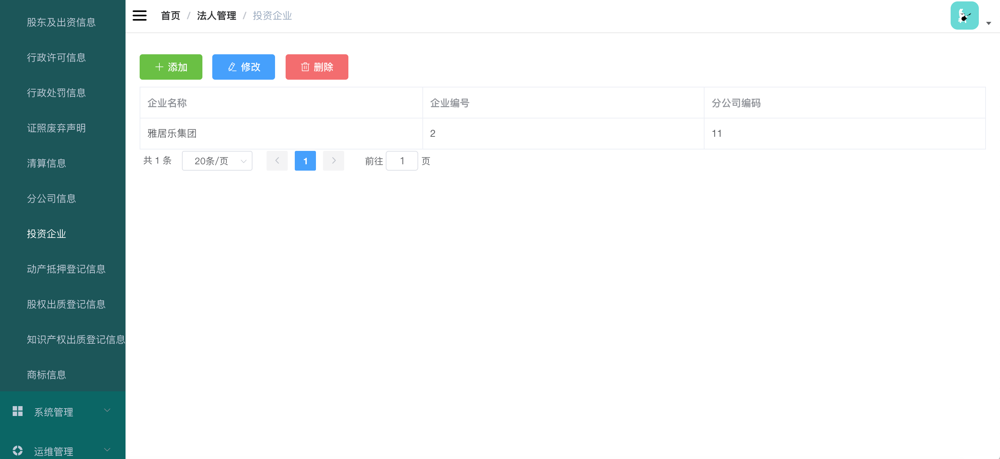 股东及出资信息
行政许可信息
行政处罚信息
证照废弃声明
清算信息
分公司信息
投资企业
动产抵押登记信息
股权出质登记信息
知识产权出质登记信息
商标信息
系统管理
运维管理
首页 / 法人管理 / 投资企业
添加 修改 删除
企业名称 企业编号 分公司编码
雅居乐集团 2 11
共 1 条 20条/页 1 前往 1 页